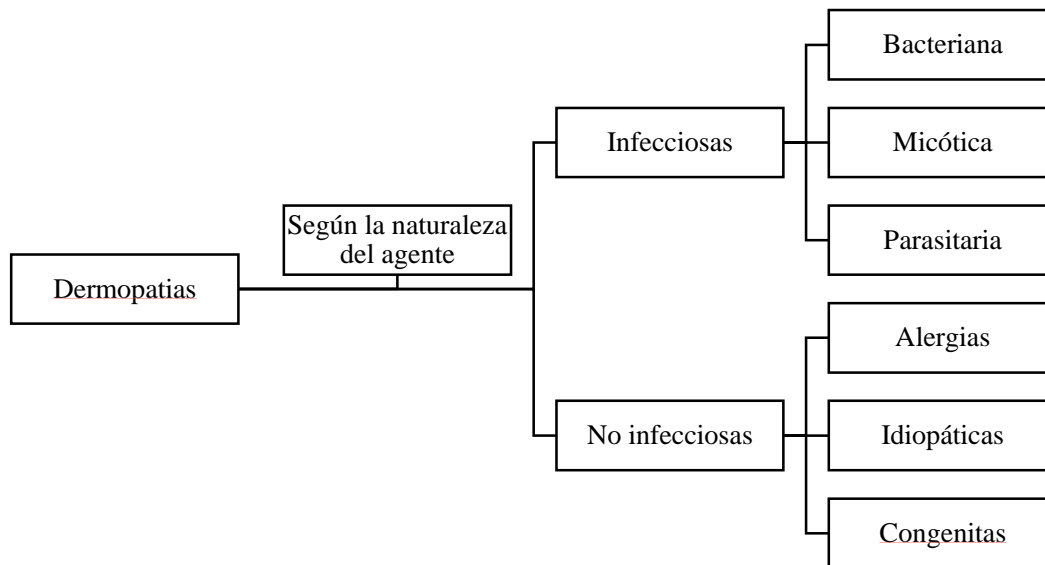 Dermopatias
Según la naturaleza
del agente
Infecciosas
Bacteriana
Micótica
Parasitaria
No infecciosas
Alergias
Idiopáticas
Congenitas